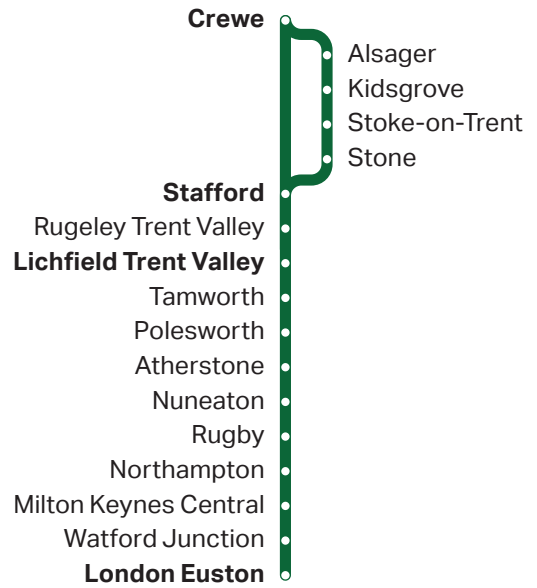 Crewe
Alsager
Kidsgrove
Stoke-on-Trent
Stone
Stafford
Rugeley Trent Valley
Lichfield Trent Valley
Tamworth
Polesworth
Atherstone
Nuneaton
Rugby
Northampton
Milton Keynes Central
Watford Junction
London Euston